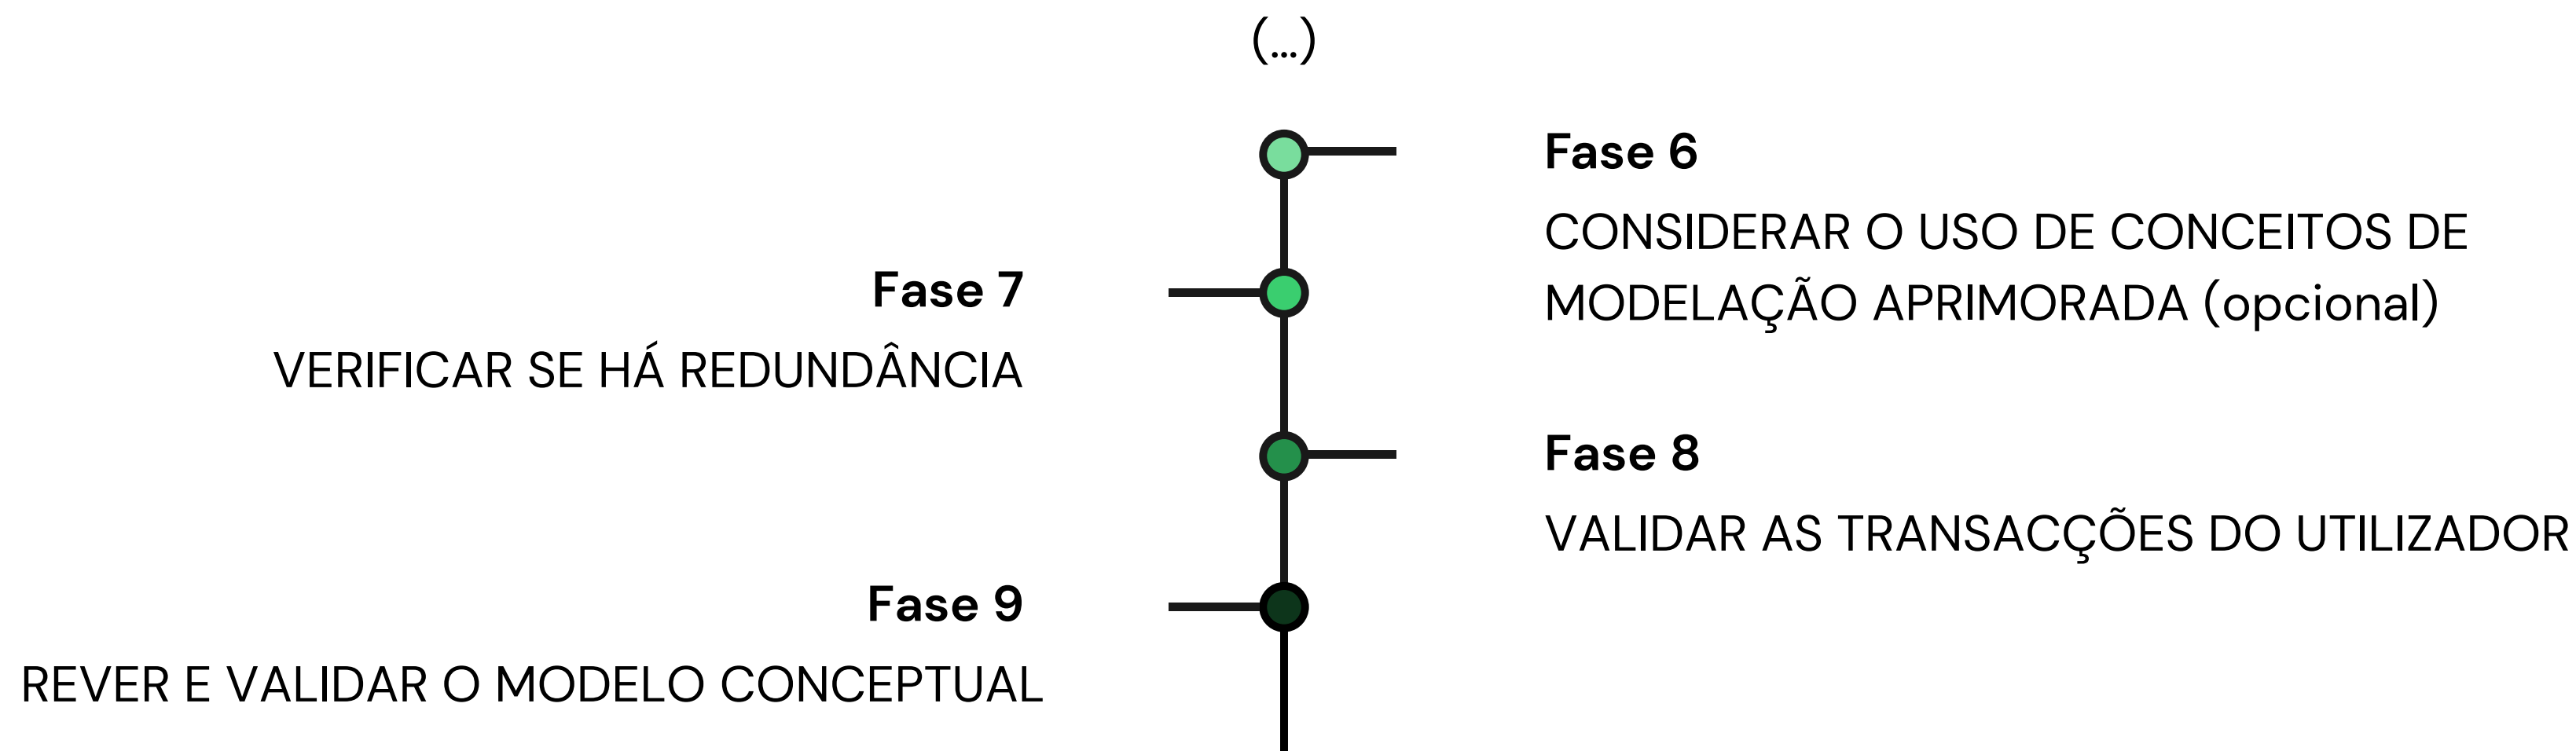 (...)
Fase 6
CONSIDERAR O USO DE CONCEITOS DE
MODELAÇÃO APRIMORADA (opcional)
Fase 7
VERIFICAR SE HÁ REDUNDÂNCIA
Fase 8
VALIDAR AS TRANSACÇÕES DO UTILIZADOR
Fase 9
REVER E VALIDAR O MODELO CONCEPTUAL